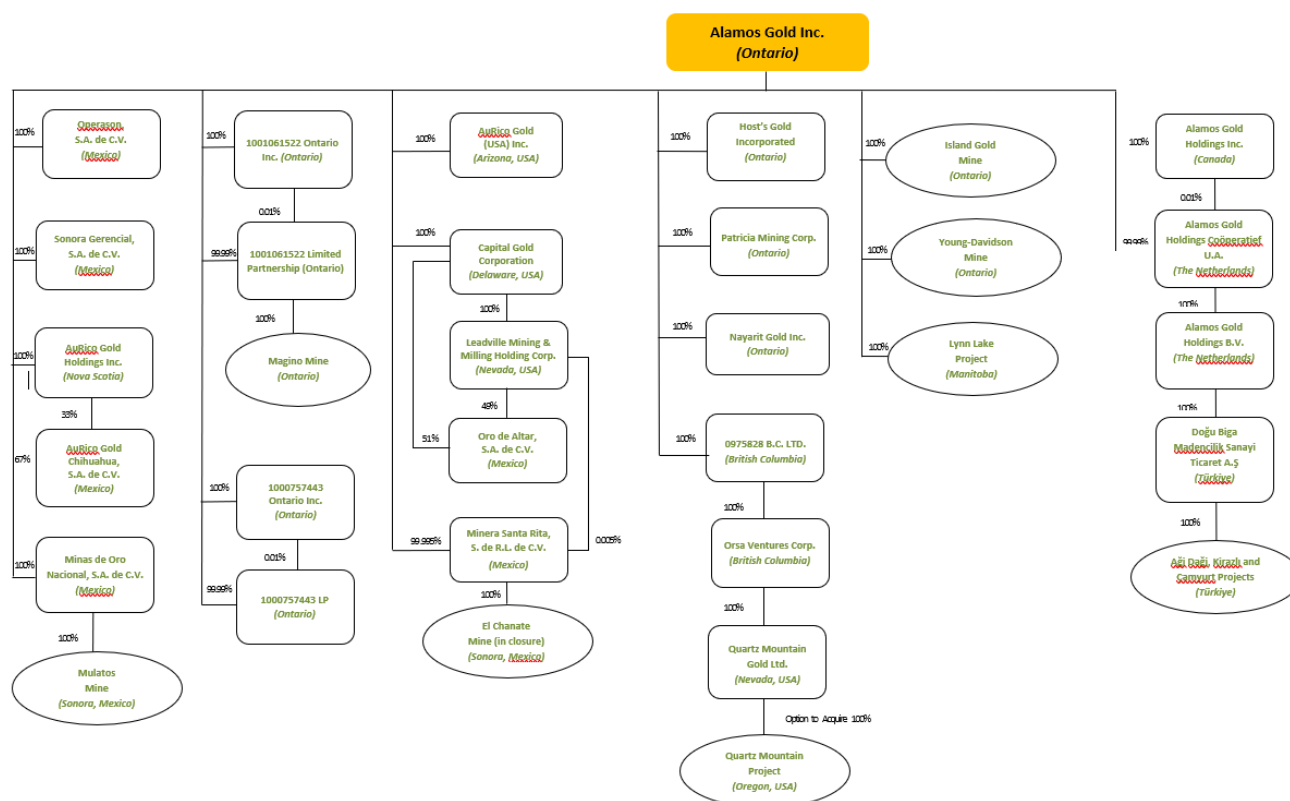 Alamos Gold Inc.
(Ontario)
100%
Operason,
S.A. de C.V.
(Mexico)
100%
Sonora Gerencial,
S.A. de C.V.
(Mexico)
100%
AuRico Gold
Holdings Inc.
(Nova Scotia)
33%
67%
AuRico Gold
Chihuahua,
S.A. de C.V.
(Mexico)
100%
Minas de Oro
Nacional, S.A. de C.V.
(Mexico)
100%
Mulatos
Mine
(Sonora, Mexico)
100%
1001061522 Ontario
Inc. (Ontario)
0.01%
99.99%
1001061522 Limited
Partnership (Ontario)
100%
Magino Mine
(Ontario)
100%
1000757443
Ontario Inc.
(Ontario)
0.01%
99.99%
1000757443 LP
(Ontario)
100%
AuRico Gold
(USA) Inc.
(Arizona, USA)
100%
Capital Gold
Corporation
(Delaware, USA)
100%
Leadville Mining &
Milling Holding Corp.
(Nevada, USA)
49%
51%
Oro de Altar,
S.A. de C.V.
(Mexico)
99.995%
Minera Santa Rita,
S. de R.L. de C.V.
(Mexico)
0.005%
100%
El Chanate
Mine (in closure)
(Sonora, Mexico)
100%
Host's Gold
Incorporated
(Ontario)
100%
Patricia Mining Corp.
(Ontario)
100%
Nayarit Gold Inc.
(Ontario)
100%
0975828 B.C. LTD.
(British Columbia)
100%
Orsa Ventures Corp.
(British Columbia)
100%
Quartz Mountain
Gold Ltd.
(Nevada, USA)
Option to Acquire 100%
Quartz Mountain
Project
(Oregon, USA)
100%
Island Gold
Mine
(Ontario)
100%
Young-Davidson
Mine
(Ontario)
100%
Lynn Lake
Project
(Manitoba)
100%
Alamos Gold
Holdings Inc.
(Canada)
0.01%
99.99%
Alamos Gold
Holdings Coöperatief
U.A.
(The Netherlands)
100%
Alamos Gold
Holdings B.V.
(The Netherlands)
100%
Doğu Biga
Madencilik Sanayi
Ticaret A.Ş
(Türkiye)
100%
Ağı Dağı, Kirazlı and
Camyurt Projects
(Türkiye)